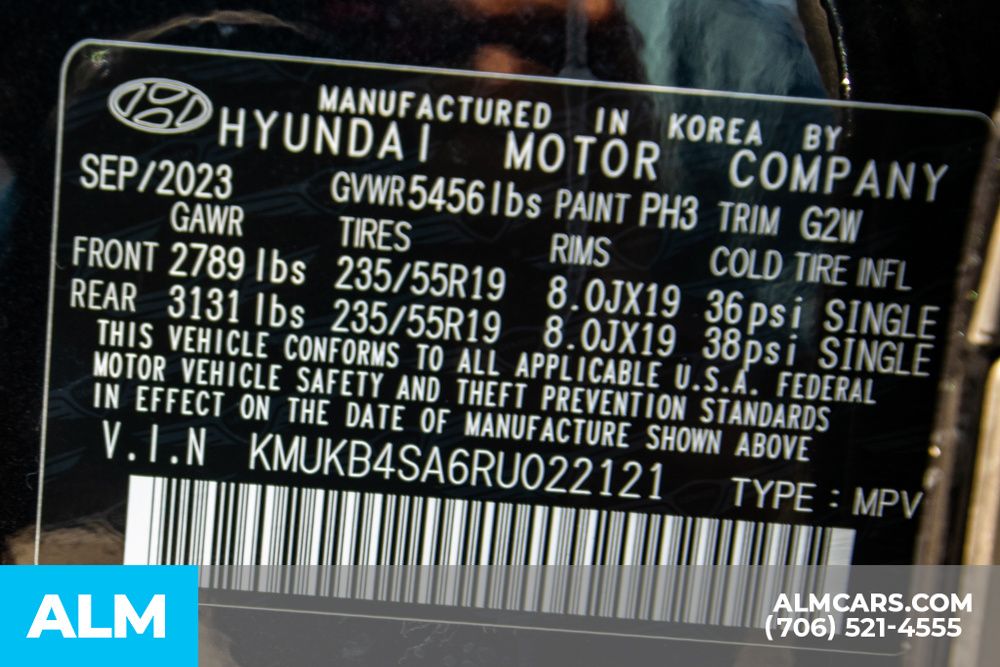 MANUFACTURED IN KOREA BY
HYUNDAI MOTOR COMPANY
SEP/2023 GVWR 5456 lbs PAINT PH3 TRIM G2W
GAWR TIRES RIMS COLD TIRE INFL
FRONT 2789 lbs 235/55R19 8.0JX19 36psi SINGLE
REAR 3131 lbs 235/55R19 8.0JX19 38psi SINGLE
THIS VEHICLE CONFORMS TO ALL APPLICABLE U.S.A. FEDERAL
MOTOR VEHICLE SAFETY AND THEFT PREVENTION STANDARDS
IN EFFECT ON THE DATE OF MANUFACTURE SHOWN ABOVE
V.I.N KMUKB4SA6RU022121 TYPE : MPV
ALM
ALMCARS.COM
(706) 521-4555